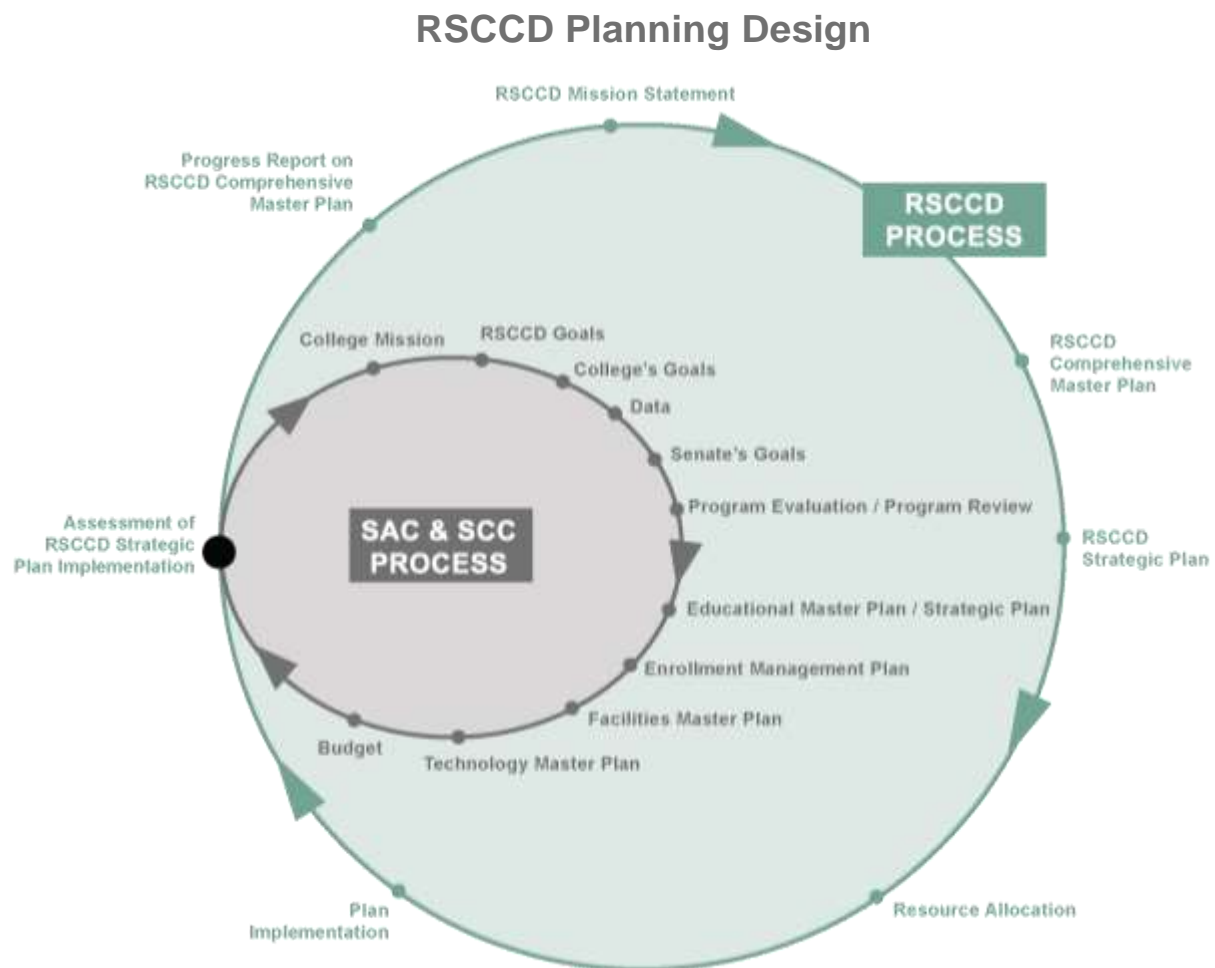 RSCCD Planning Design
RSCCD Mission Statement
Progress Report on
RSCCD Comprehensive
Master Plan
RSCCD
PROCESS
College Mission
RSCCD Goals
College's Goals
Data
Senate's Goals
Program Evaluation / Program Review
RSCCD
Comprehensive
Master Plan
Assessment of
RSCCD Strategic
Plan Implementation
SAC & SCC
PROCESS
RSCCD
Strategic Plan
Educational Master Plan / Strategic Plan
Enrollment Management Plan
Facilities Master Plan
Budget
Technology Master Plan
Plan
Implementation
Resource Allocation